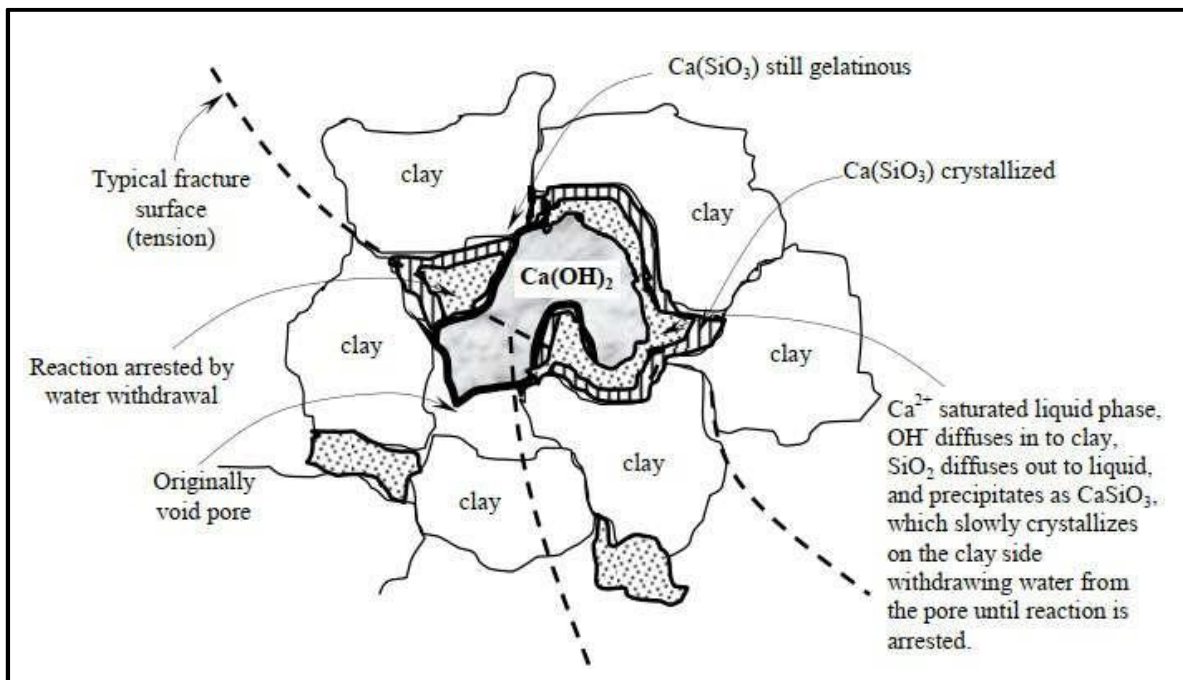 Ca(SiO₃) still gelatinous
Ca(SiO₃) crystallized
Typical fracture
surface
(tension)
clay
clay
Ca(OH)₂
clay
clay
Reaction arrested by
water withdrawal
Ca²⁺ saturated liquid phase,
OH⁻ diffuses in to clay,
SiO₂ diffuses out to liquid,
and precipitates as CaSiO₃,
which slowly crystallizes
on the clay side
withdrawing water from
the pore until reaction is
arrested.
clay
Originally
void pore
clay